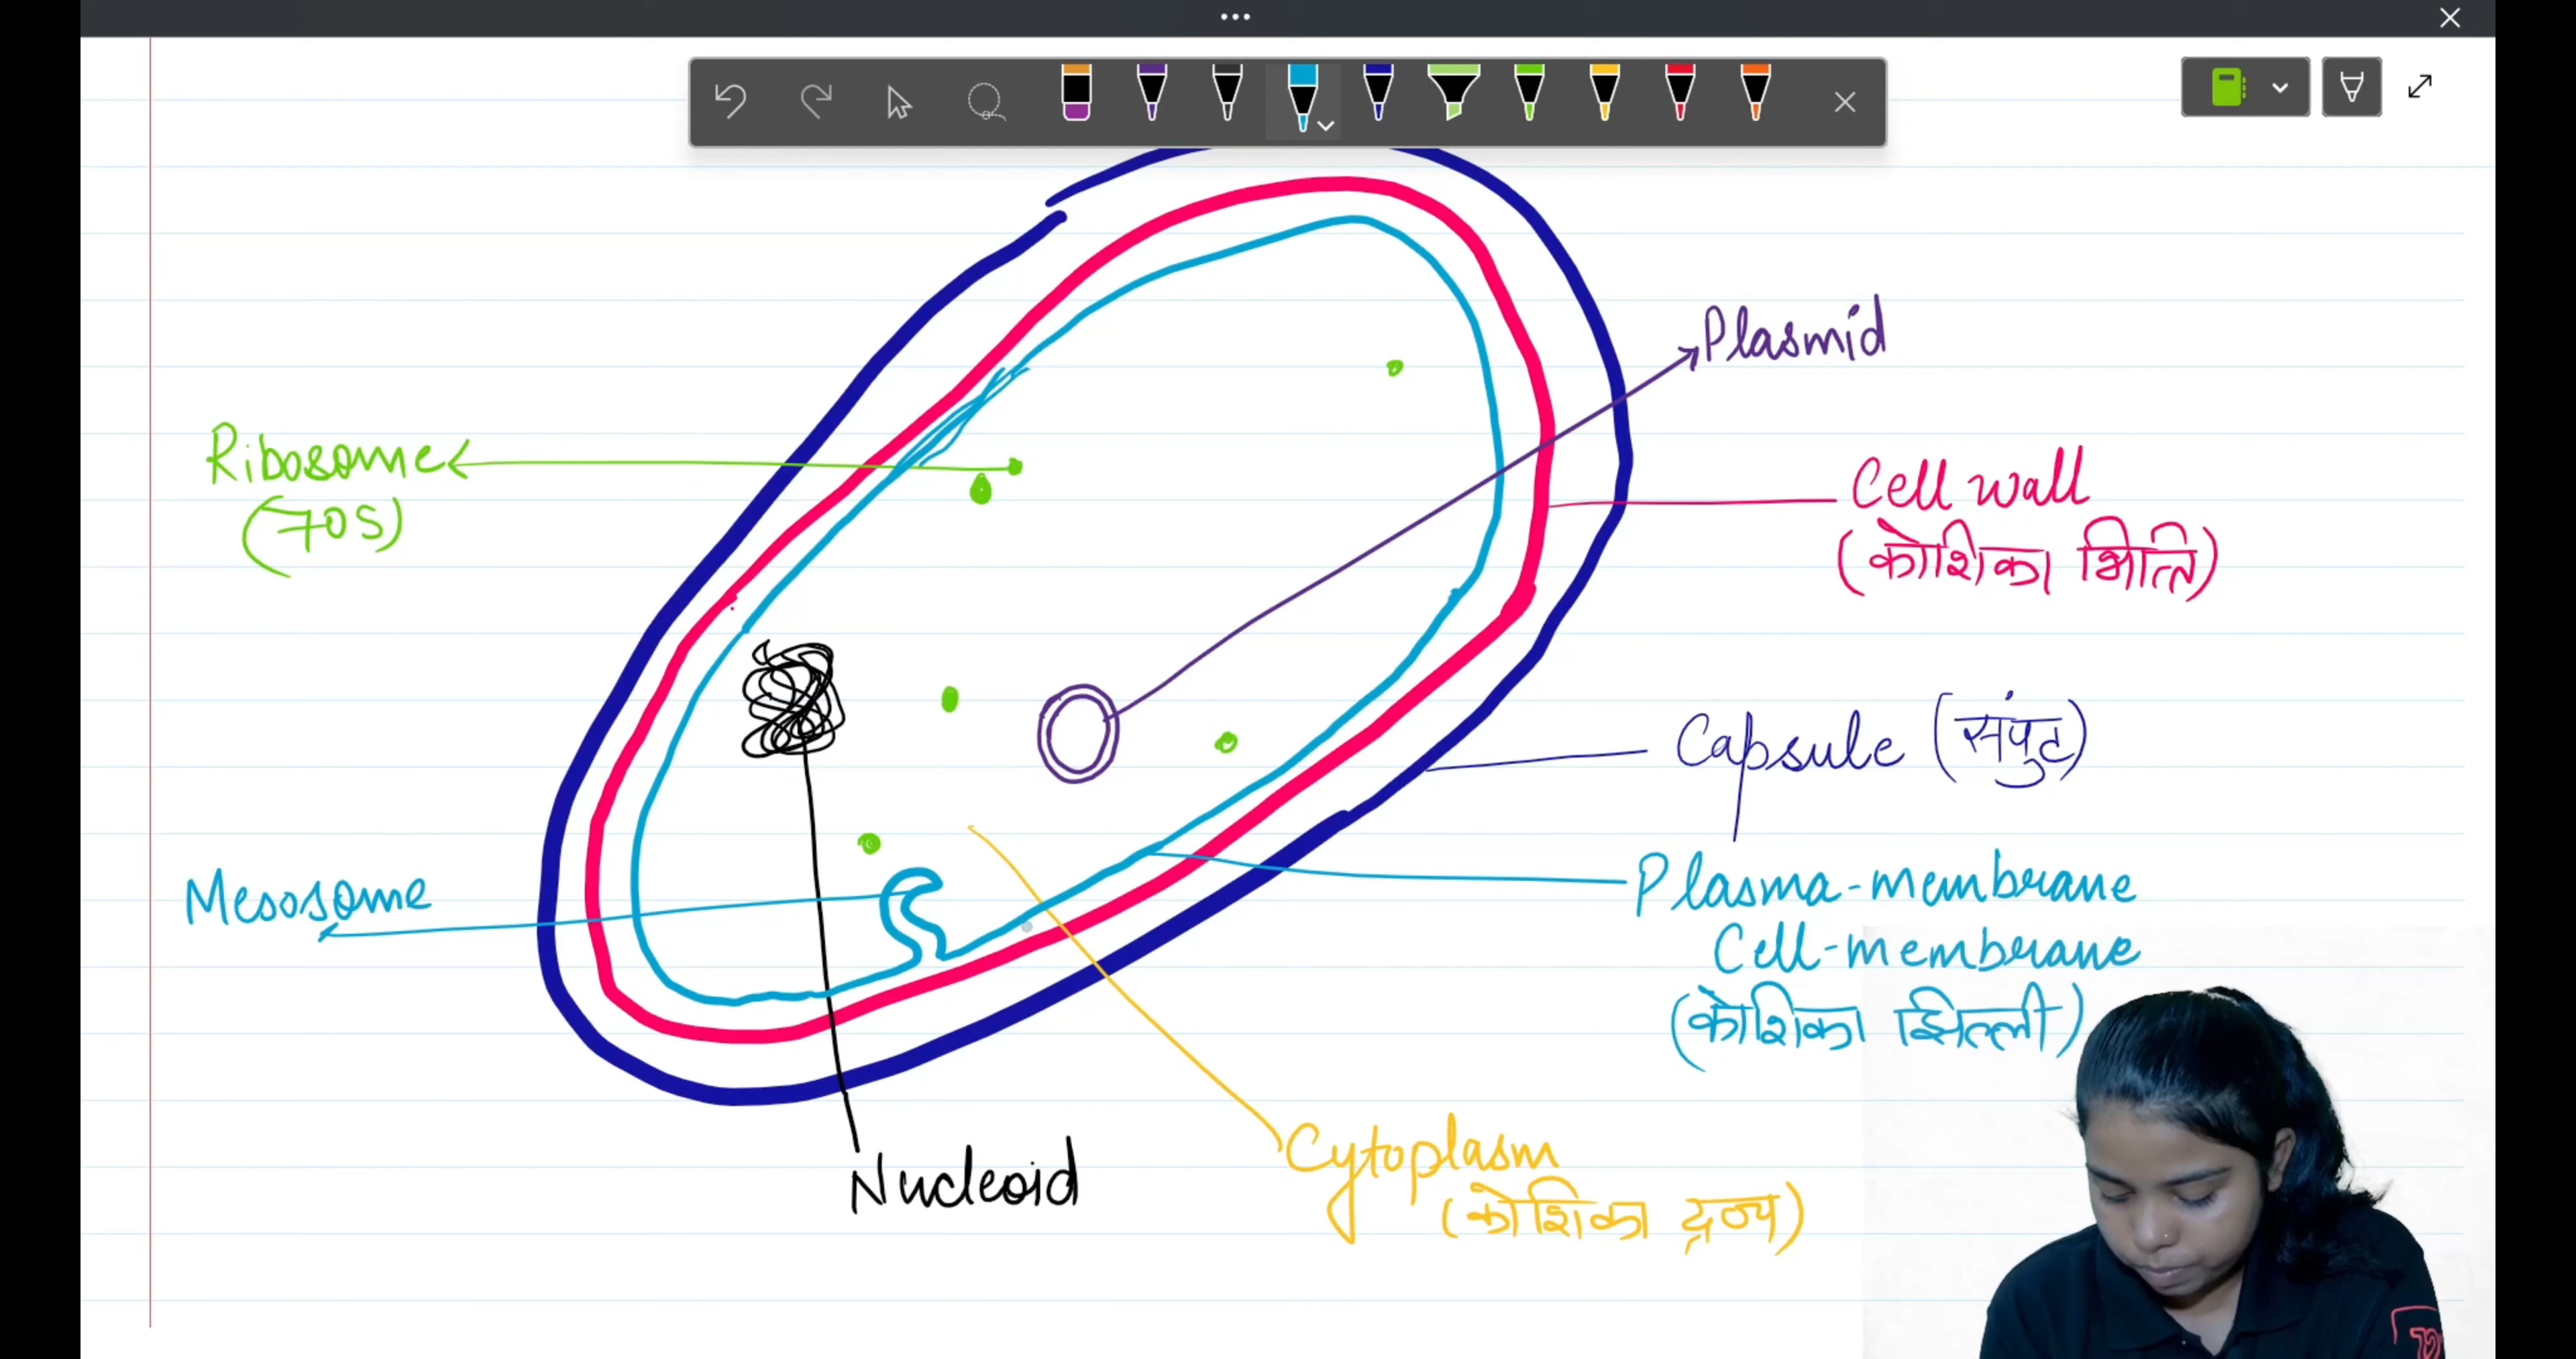 Plasmid
Ribosome
(70S)
Cell wall
(कोशिका भित्ति)
Capsule (संपुट)
Mesosome
Plasma-membrane
Cell-membrane
(कोशिका झिल्ली)
Nucleoid
Cytoplasm
(कोशिका द्रव्य)